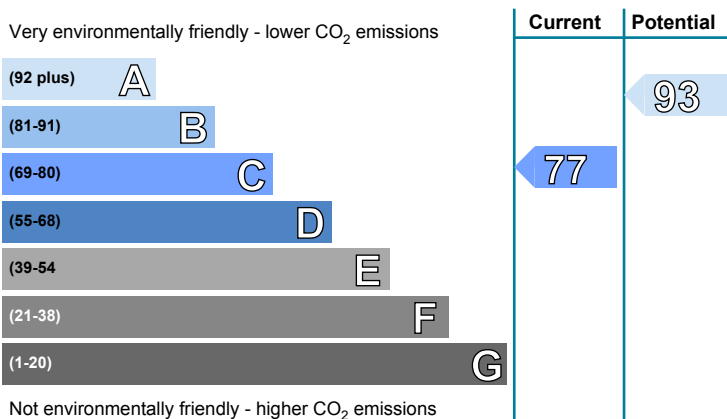 Current Potential
Very environmentally friendly - lower CO2 emissions
(92 plus) A
93
(81-91) B
(69-80) C
77
(55-68) D
(39-54 E
(21-38) F
(1-20) G
Not environmentally friendly - higher CO2 emissions